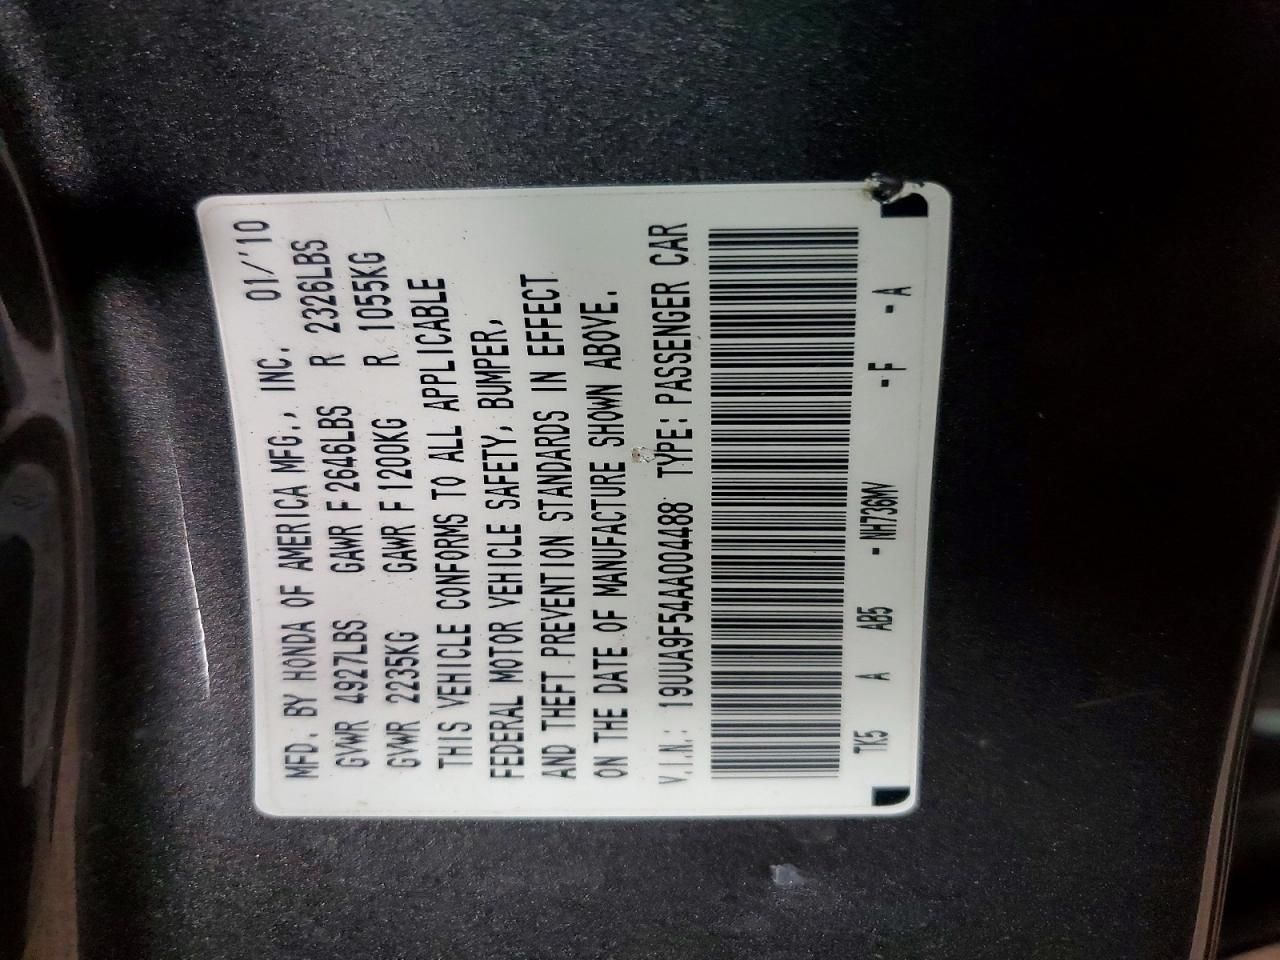 MFD. BY HONDA OF AMERICA MFG., INC. 01/'10
GVWR 4927LBS GAWR F 2646LBS R 2326LBS
GVWR 2235KG GAWR F 1200KG R 1055KG
THIS VEHICLE CONFORMS TO ALL APPLICABLE
FEDERAL MOTOR VEHICLE SAFETY, BUMPER,
AND THEFT PREVENTION STANDARDS IN EFFECT
ON THE DATE OF MANUFACTURE SHOWN ABOVE.
V.I.N.: 19UUA9F54AA004488 TYPE: PASSENGER CAR
TK5 A AB5 - NH736MV - F - A